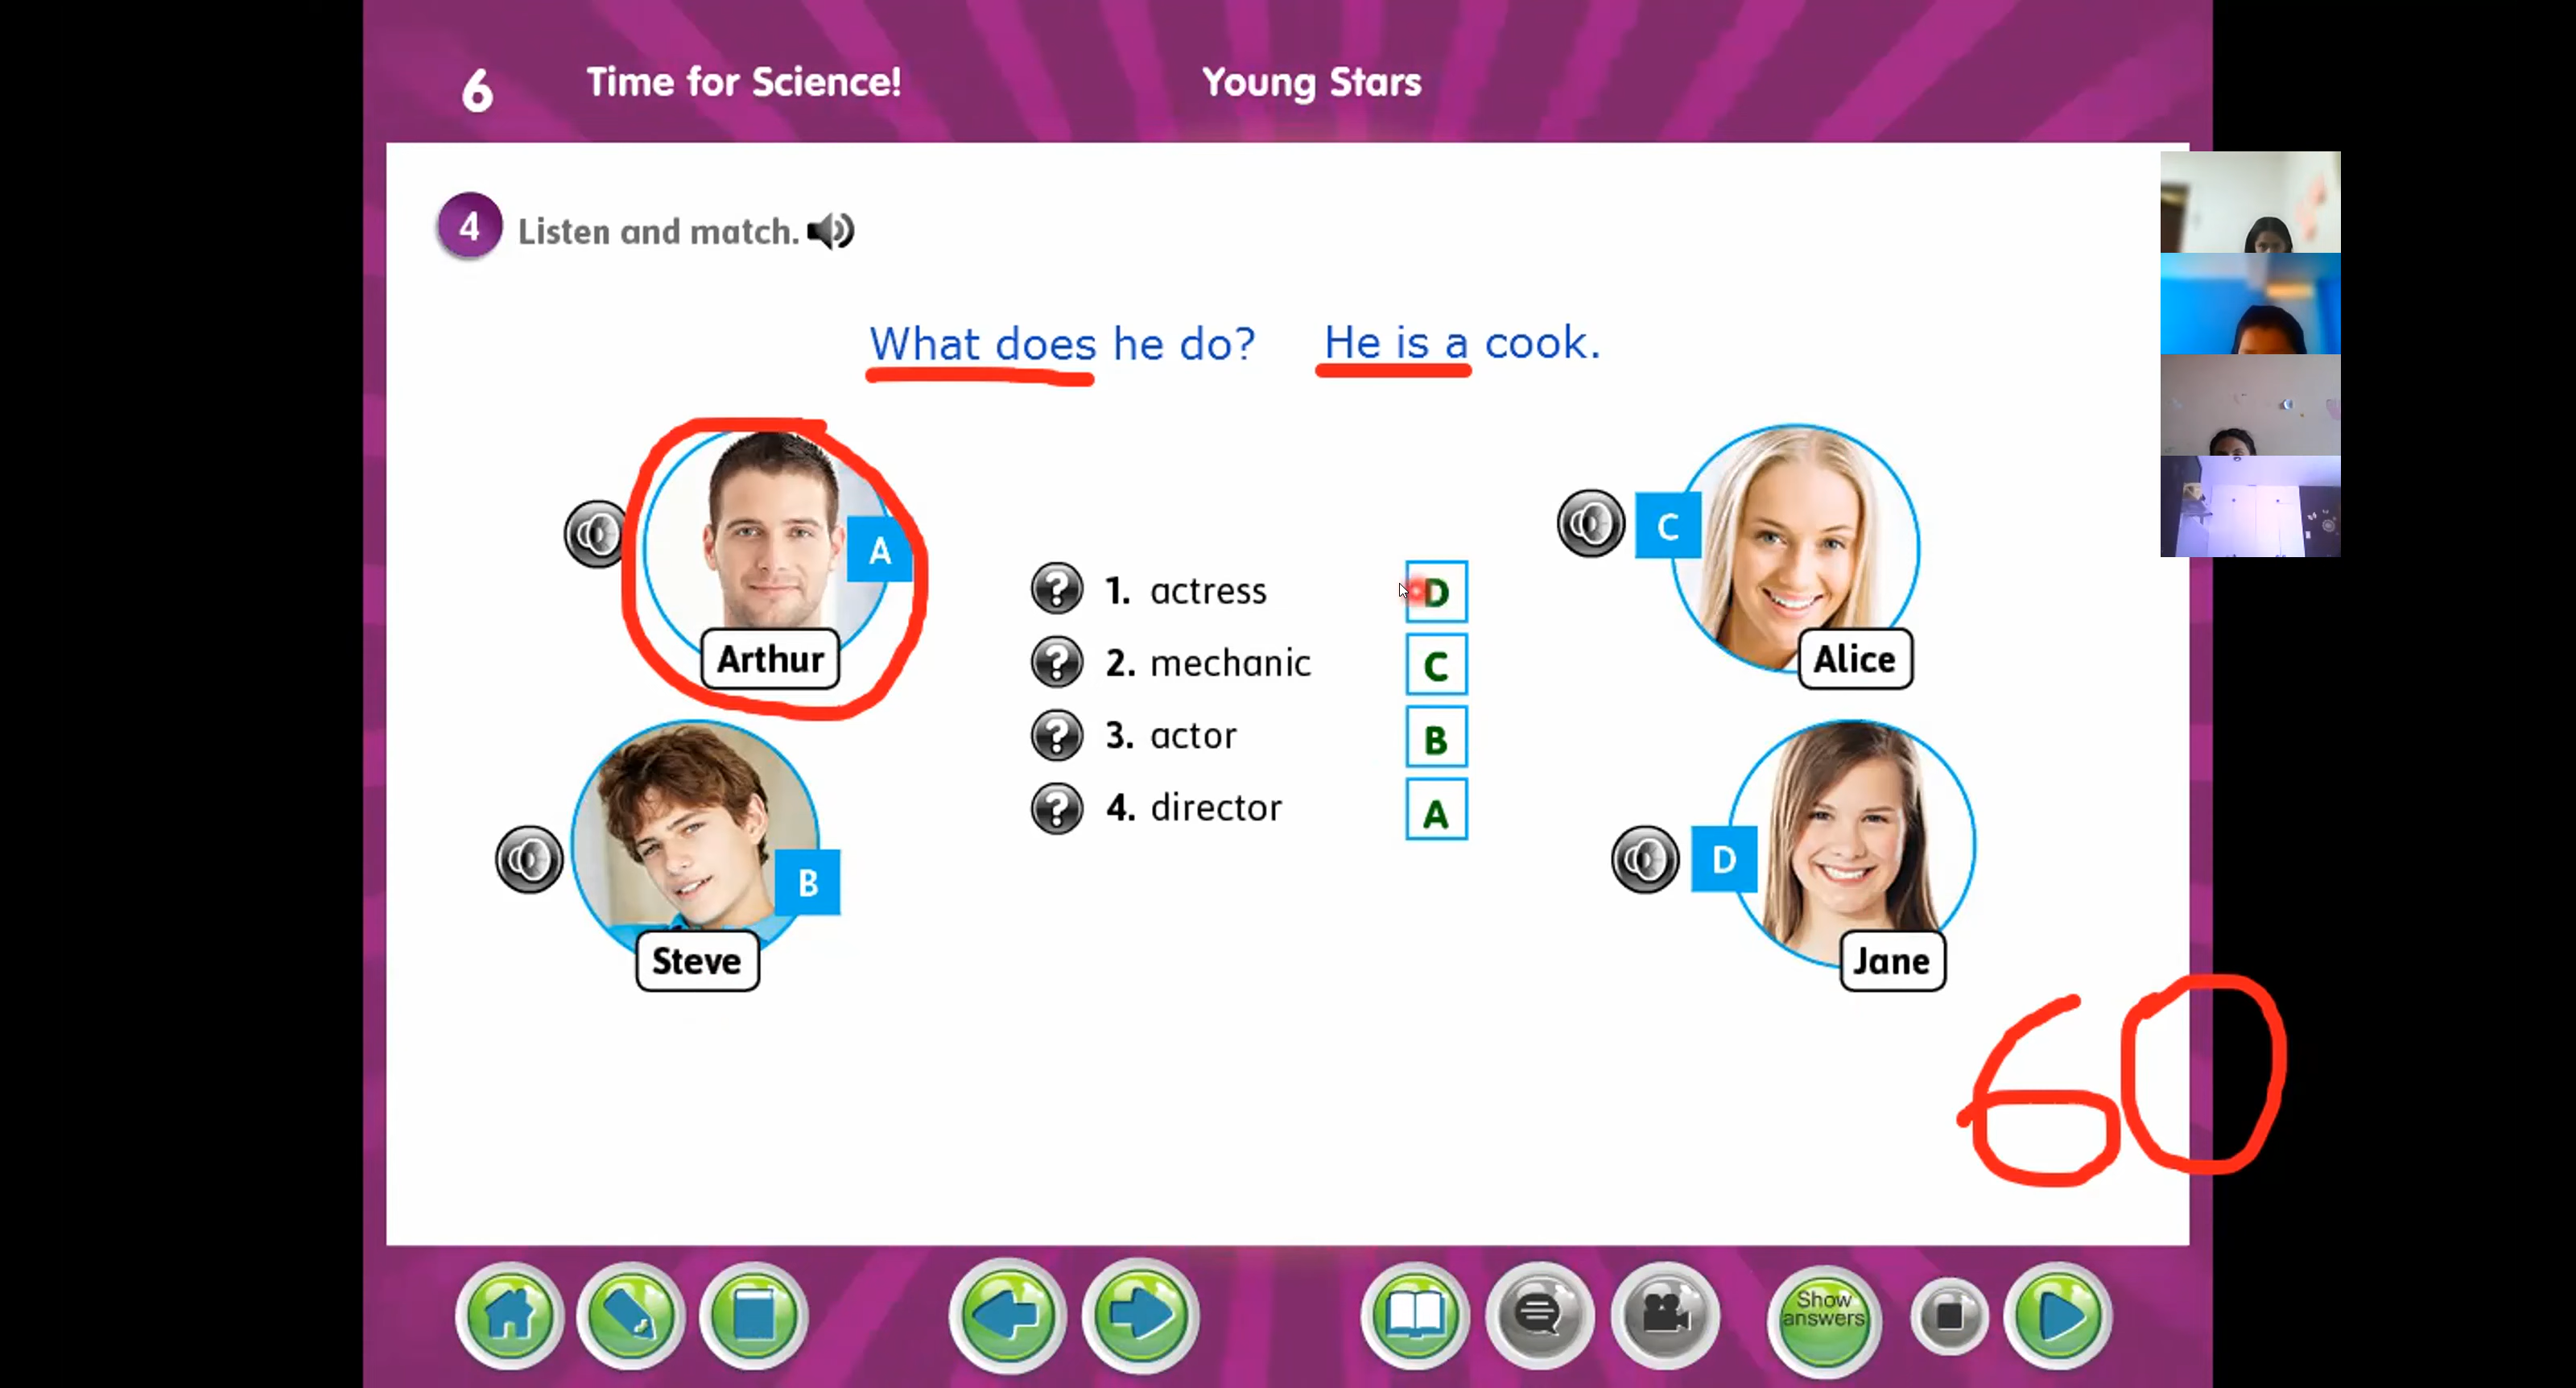 6 Time for Science! Young Stars
4 Listen and match.
What does he do? He is a cook.
A
Arthur
B
Steve
1. actress D
2. mechanic C
3. actor B
4. director A
C
Alice
D
Jane
60
Show
answers